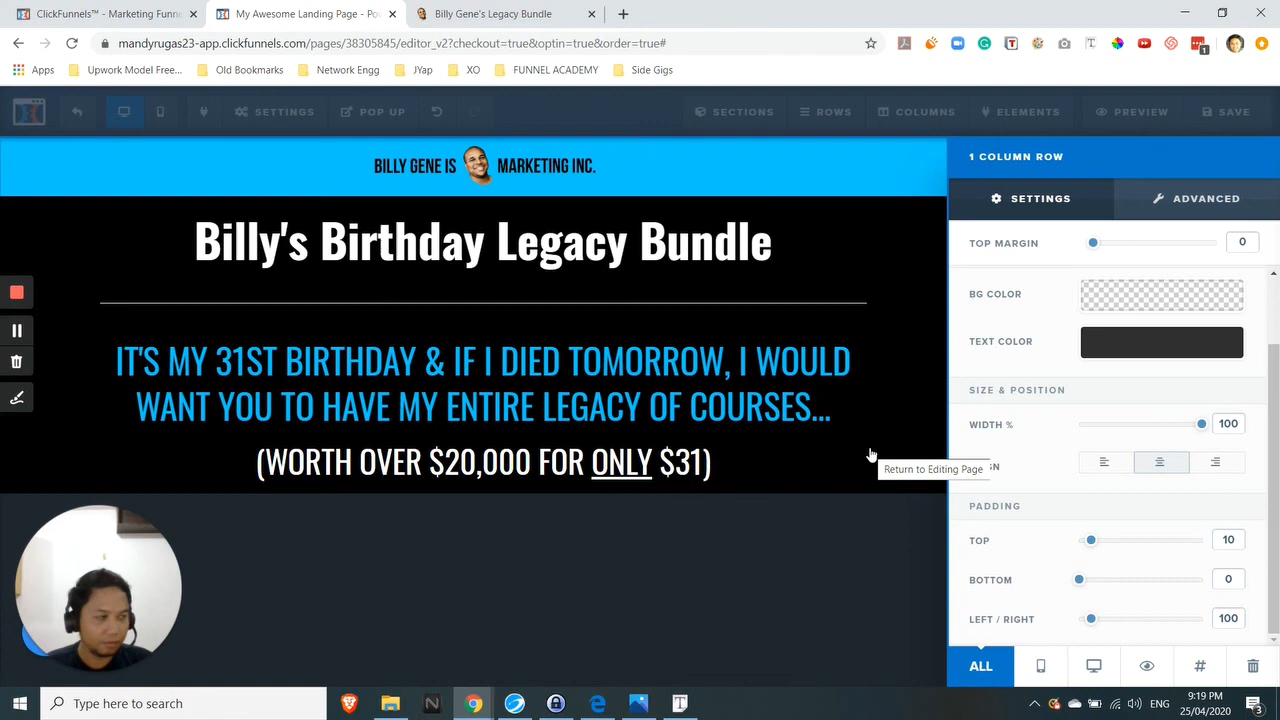 ClickFunnels™ - Marketing Funne
My Awesome Landing Page - Po
Billy Gene's Legacy Bundle
mandyrugas23-app.clickfunnels.com/pages/38305845/editor_v2?checkout=true&optin=true&order=true#
1
Apps
Upwork Model Free...
Old Bookmarks
Network Engg
JYap
XO
FUNNEL ACADEMY
Side Gigs
SETTINGS
POP UP
SECTIONS
ROWS
COLUMNS
ELEMENTS
PREVIEW
SAVE
BILLY GENE IS MARKETING INC.
Billy's Birthday Legacy Bundle
IT'S MY 31ST BIRTHDAY & IF I DIED TOMORROW, I WOULD
WANT YOU TO HAVE MY ENTIRE LEGACY OF COURSES...
(WORTH OVER $20,000 FOR ONLY $31)
Return to Editing Page
1 COLUMN ROW
SETTINGS
ADVANCED
TOP MARGIN
0
BG COLOR
TEXT COLOR
SIZE & POSITION
WIDTH %
100
PADDING
TOP
10
BOTTOM
0
LEFT / RIGHT
100
ALL
#
Type here to search
N
T
ENG
9:19 PM
25/04/2020
3